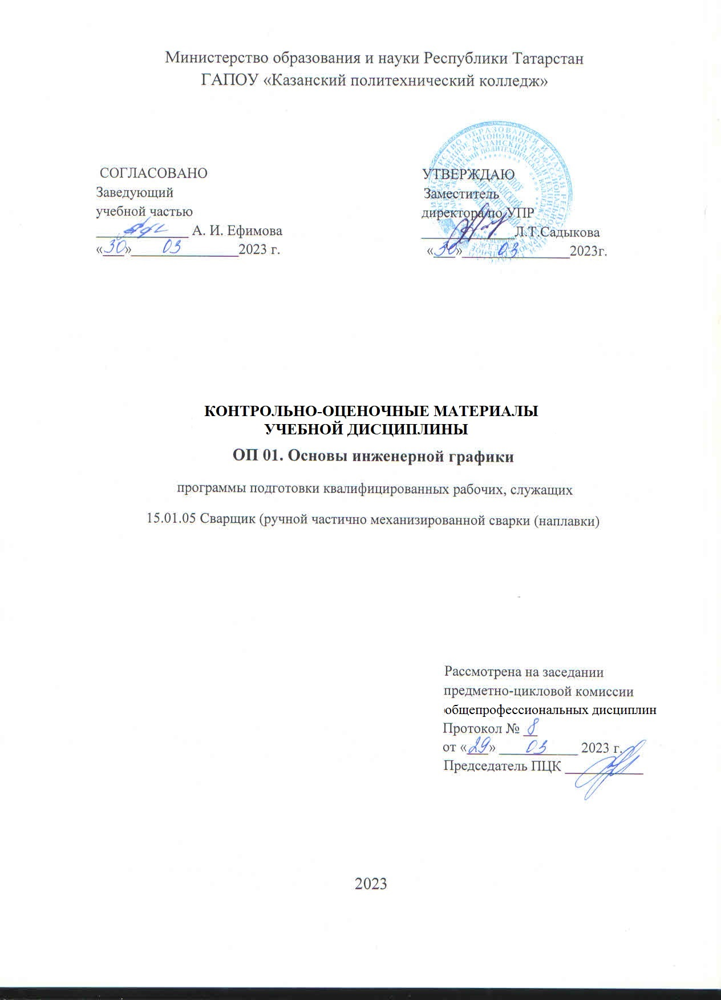 Министерство образования и науки Республики Татарстан
ГАПОУ «Казанский политехнический колледж»
СОГЛАСОВАНО
Заведующий
учебной частью
______________ А. И. Ефимова
«30» 03 2023 г.
УТВЕРЖДАЮ
Заместитель
директора по УПР
______________Л.Т.Садыкова
«30» 03 2023г.
КОНТРОЛЬНО-ОЦЕНОЧНЫЕ МАТЕРИАЛЫ
УЧЕБНОЙ ДИСЦИПЛИНЫ
ОП 01. Основы инженерной графики
программы подготовки квалифицированных рабочих, служащих
15.01.05 Сварщик (ручной частично механизированной сварки (наплавки)
Рассмотрена на заседании
предметно-цикловой комиссии
общепрофессиональных дисциплин
Протокол № 8
от «29» 03 2023 г.
Председатель ПЦК ____________
2023